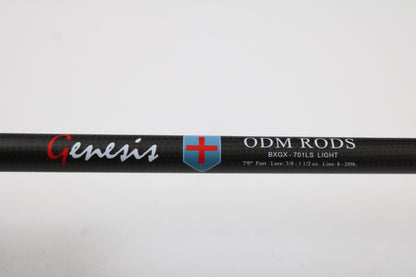 Genesis
ODM RODS
BXGX - 701LS LIGHT
7'0" Fast Lure: 3/8 - 1.1/2 oz. Line: 8 - 20lb.